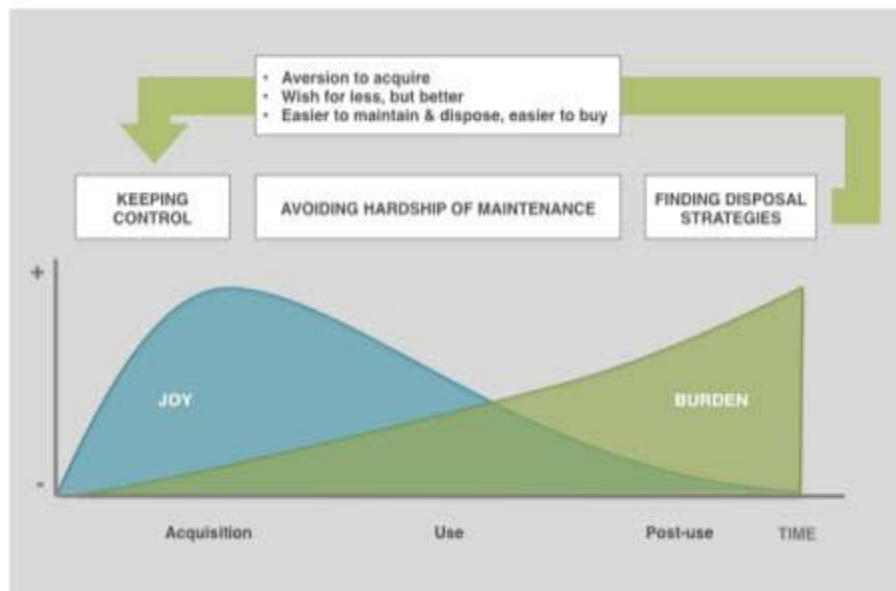 • Aversion to acquire
• Wish for less, but better
• Easier to maintain & dispose, easier to buy
KEEPING
CONTROL
AVOIDING HARDSHIP OF MAINTENANCE
FINDING DISPOSAL
STRATEGIES
+
JOY
BURDEN
-
Acquisition
Use
Post-use
TIME